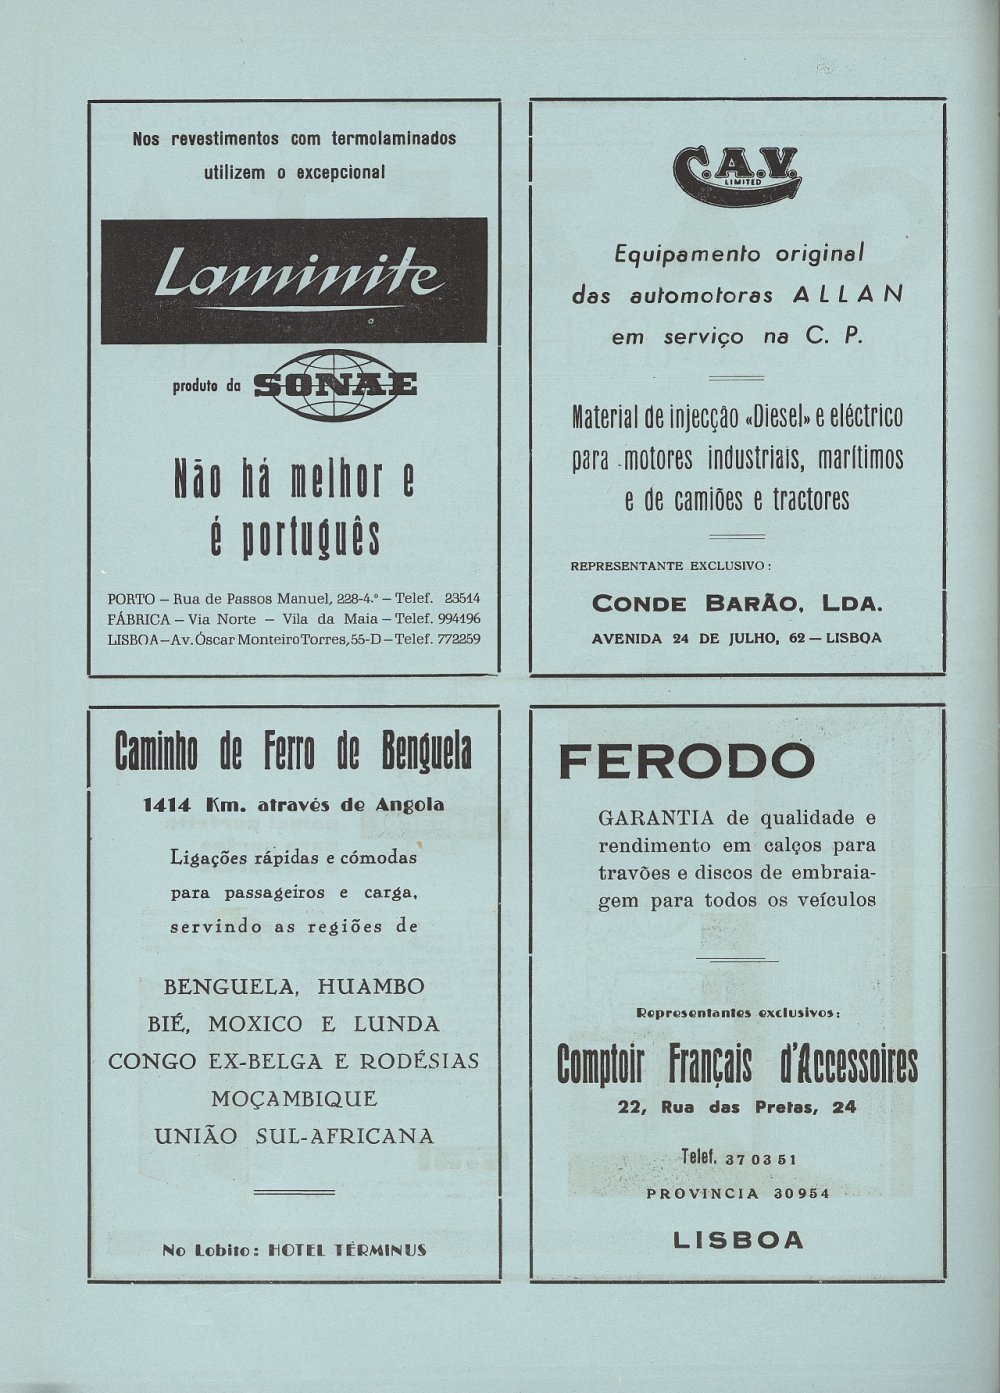 Nos revestimentos com termolaminados
utilizem o excepcional
Laminite
produto da SONAE
Não há melhor e
é português
PORTO – Rua de Passos Manuel, 228-4.º – Telef. 23514
FÁBRICA – Via Norte – Vila da Maia – Telef. 994196
LISBOA – Av. Óscar Monteiro Torres, 55-D – Telef. 772259
C.A.V.
LIMITED
Equipamento original
das automotoras ALLAN
em serviço na C. P.
Material de injecção «Diesel» e eléctrico
para motores industriais, marítimos
e de camiões e tractores
REPRESENTANTE EXCLUSIVO:
CONDE BARÃO, LDA.
AVENIDA 24 DE JULHO, 62 – LISBOA
Caminho de Ferro de Benguela
1414 Km. através de Angola
Ligações rápidas e cómodas
para passageiros e carga,
servindo as regiões de
BENGUELA, HUAMBO
BIÉ, MOXICO E LUNDA
CONGO EX-BELGA E RODÉSIAS
MOÇAMBIQUE
UNIÃO SUL-AFRICANA
No Lobito: HOTEL TÉRMINUS
FERODO
GARANTIA de qualidade e
rendimento em calços para
travões e discos de embraia-
gem para todos os veículos
Representantes exclusivos:
Comptoir Français d'Accessoires
22, Rua das Pretas, 24
Telef. 37 03 51
PROVINCIA 30954
LISBOA